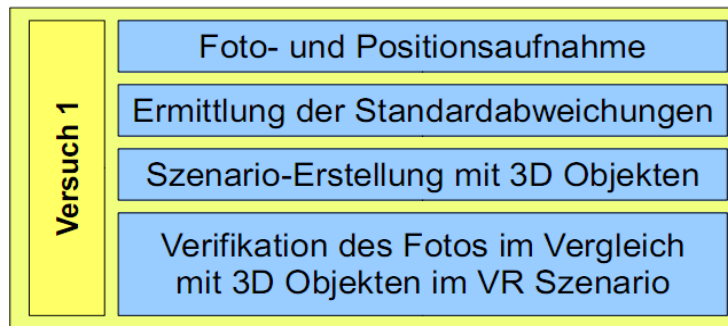 Versuch 1
Foto- und Positionsaufnahme
Ermittlung der Standardabweichungen
Szenario-Erstellung mit 3D Objekten
Verifikation des Fotos im Vergleich
mit 3D Objekten im VR Szenario